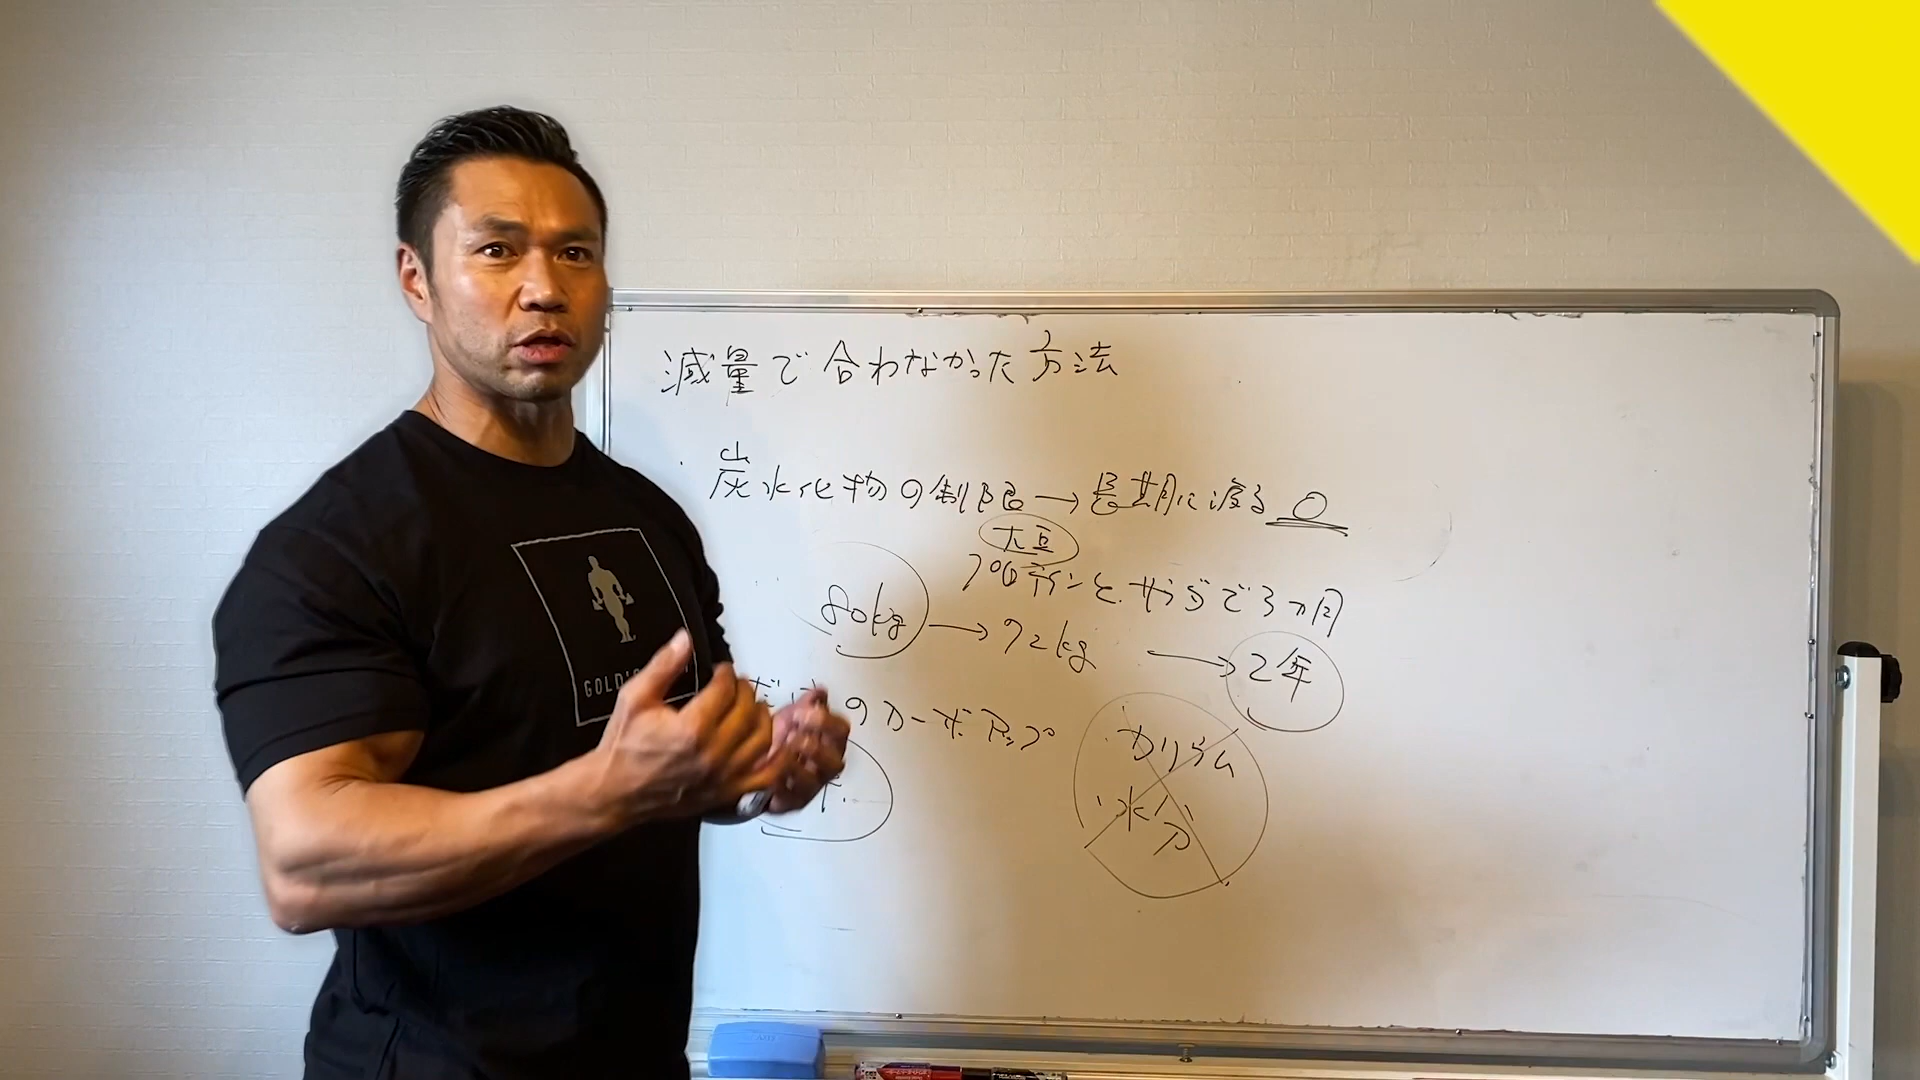 減量で合わなかった方法
炭水化物の制限→長期に渡る 0
大豆
プロテインとサラダで3ヵ月
80kg→72kg→2年
のカーボアップ
カリウム
水分
GOLD'S